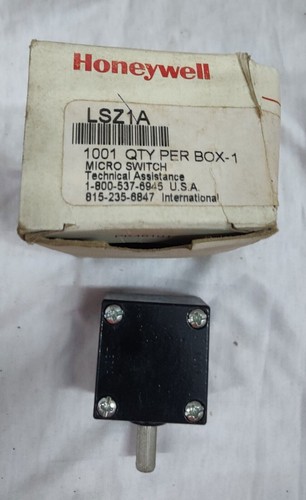 Honeywell
LSZ1A
1001 QTY PER BOX-1
MICRO SWITCH
Technical Assistance
1-800-537-6945 U.S.A.
815-235-6847 International